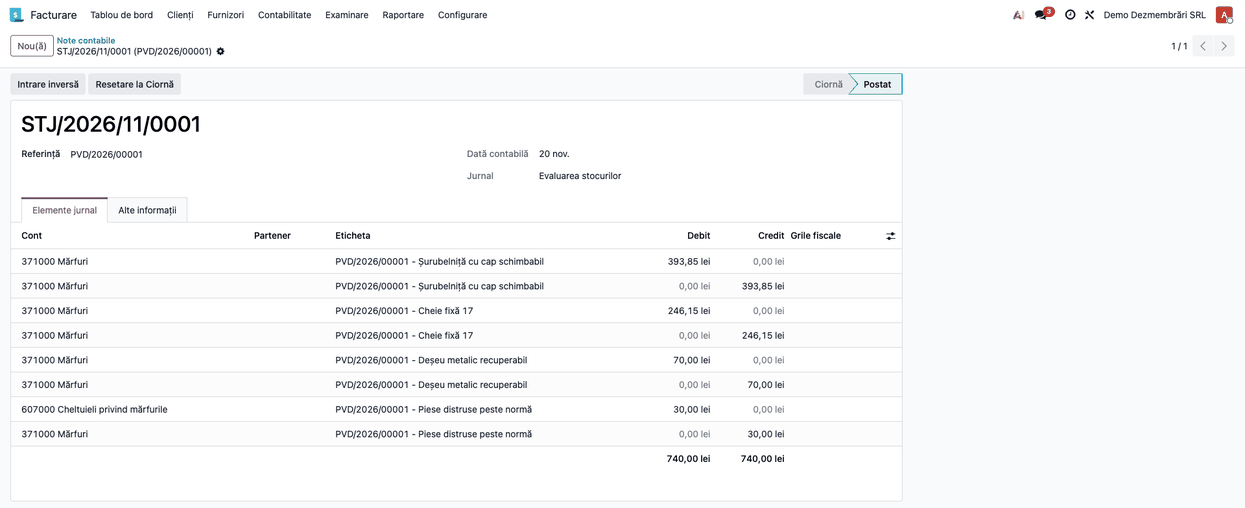 Facturare Tablou de bord Clienți Furnizori Contabilitate Examinare Raportare Configurare 3 Demo Dezmembrări SRL A
Nou(ă) Note contabile
STJ/2026/11/0001 (PVD/2026/00001) 1 / 1
Intrare inversă Resetare la Ciornă Ciornă Postat
STJ/2026/11/0001
Referință PVD/2026/00001 Dată contabilă 20 nov.
Jurnal Evaluarea stocurilor
Elemente jurnal Alte informații
Cont Partener Eticheta Debit Credit Grile fiscale
371000 Mărfuri PVD/2026/00001 - Șurubelniță cu cap schimbabil 393,85 lei 0,00 lei
371000 Mărfuri PVD/2026/00001 - Șurubelniță cu cap schimbabil 0,00 lei 393,85 lei
371000 Mărfuri PVD/2026/00001 - Cheie fixă 17 246,15 lei 0,00 lei
371000 Mărfuri PVD/2026/00001 - Cheie fixă 17 0,00 lei 246,15 lei
371000 Mărfuri PVD/2026/00001 - Deșeu metalic recuperabil 70,00 lei 0,00 lei
371000 Mărfuri PVD/2026/00001 - Deșeu metalic recuperabil 0,00 lei 70,00 lei
607000 Cheltuieli privind mărfurile PVD/2026/00001 - Piese distruse peste normă 30,00 lei 0,00 lei
371000 Mărfuri PVD/2026/00001 - Piese distruse peste normă 0,00 lei 30,00 lei
740,00 lei 740,00 lei